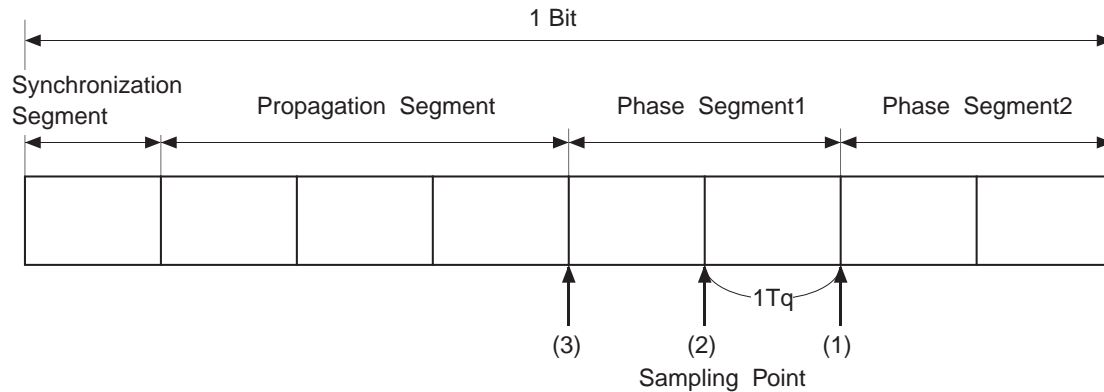 1 Bit
Synchronization
Segment
Propagation Segment
Phase Segment1
Phase Segment2
1Tq
(3)
(2)
(1)
Sampling Point